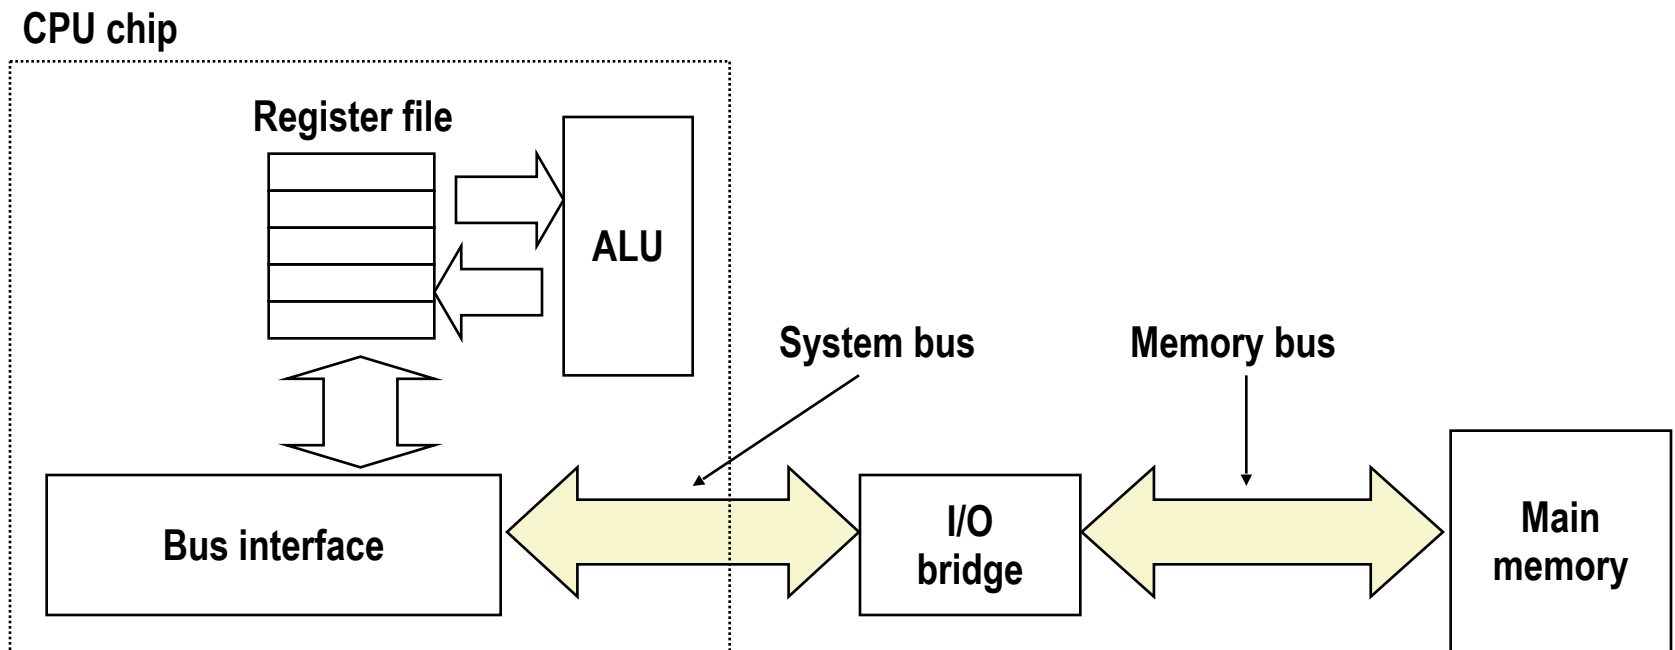 CPU chip
Register file
ALU
System bus
Memory bus
Bus interface
I/O
bridge
Main
memory